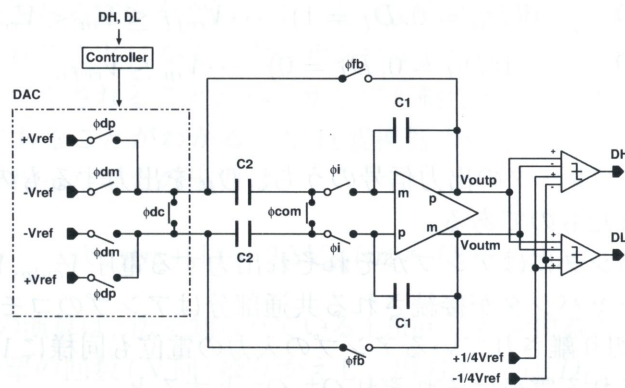 DH, DL
Controller
DAC
+Vref
ϕdp
-Vref
ϕdm
-Vref
ϕdm
+Vref
ϕdp
ϕdc
C2
C2
ϕcom
ϕfb
C1
ϕi
ϕi
m
p
p
m
C1
ϕfb
Voutp
Voutm
+
-
-
+
DH
+
-
-
+
DL
+1/4Vref
-1/4Vref